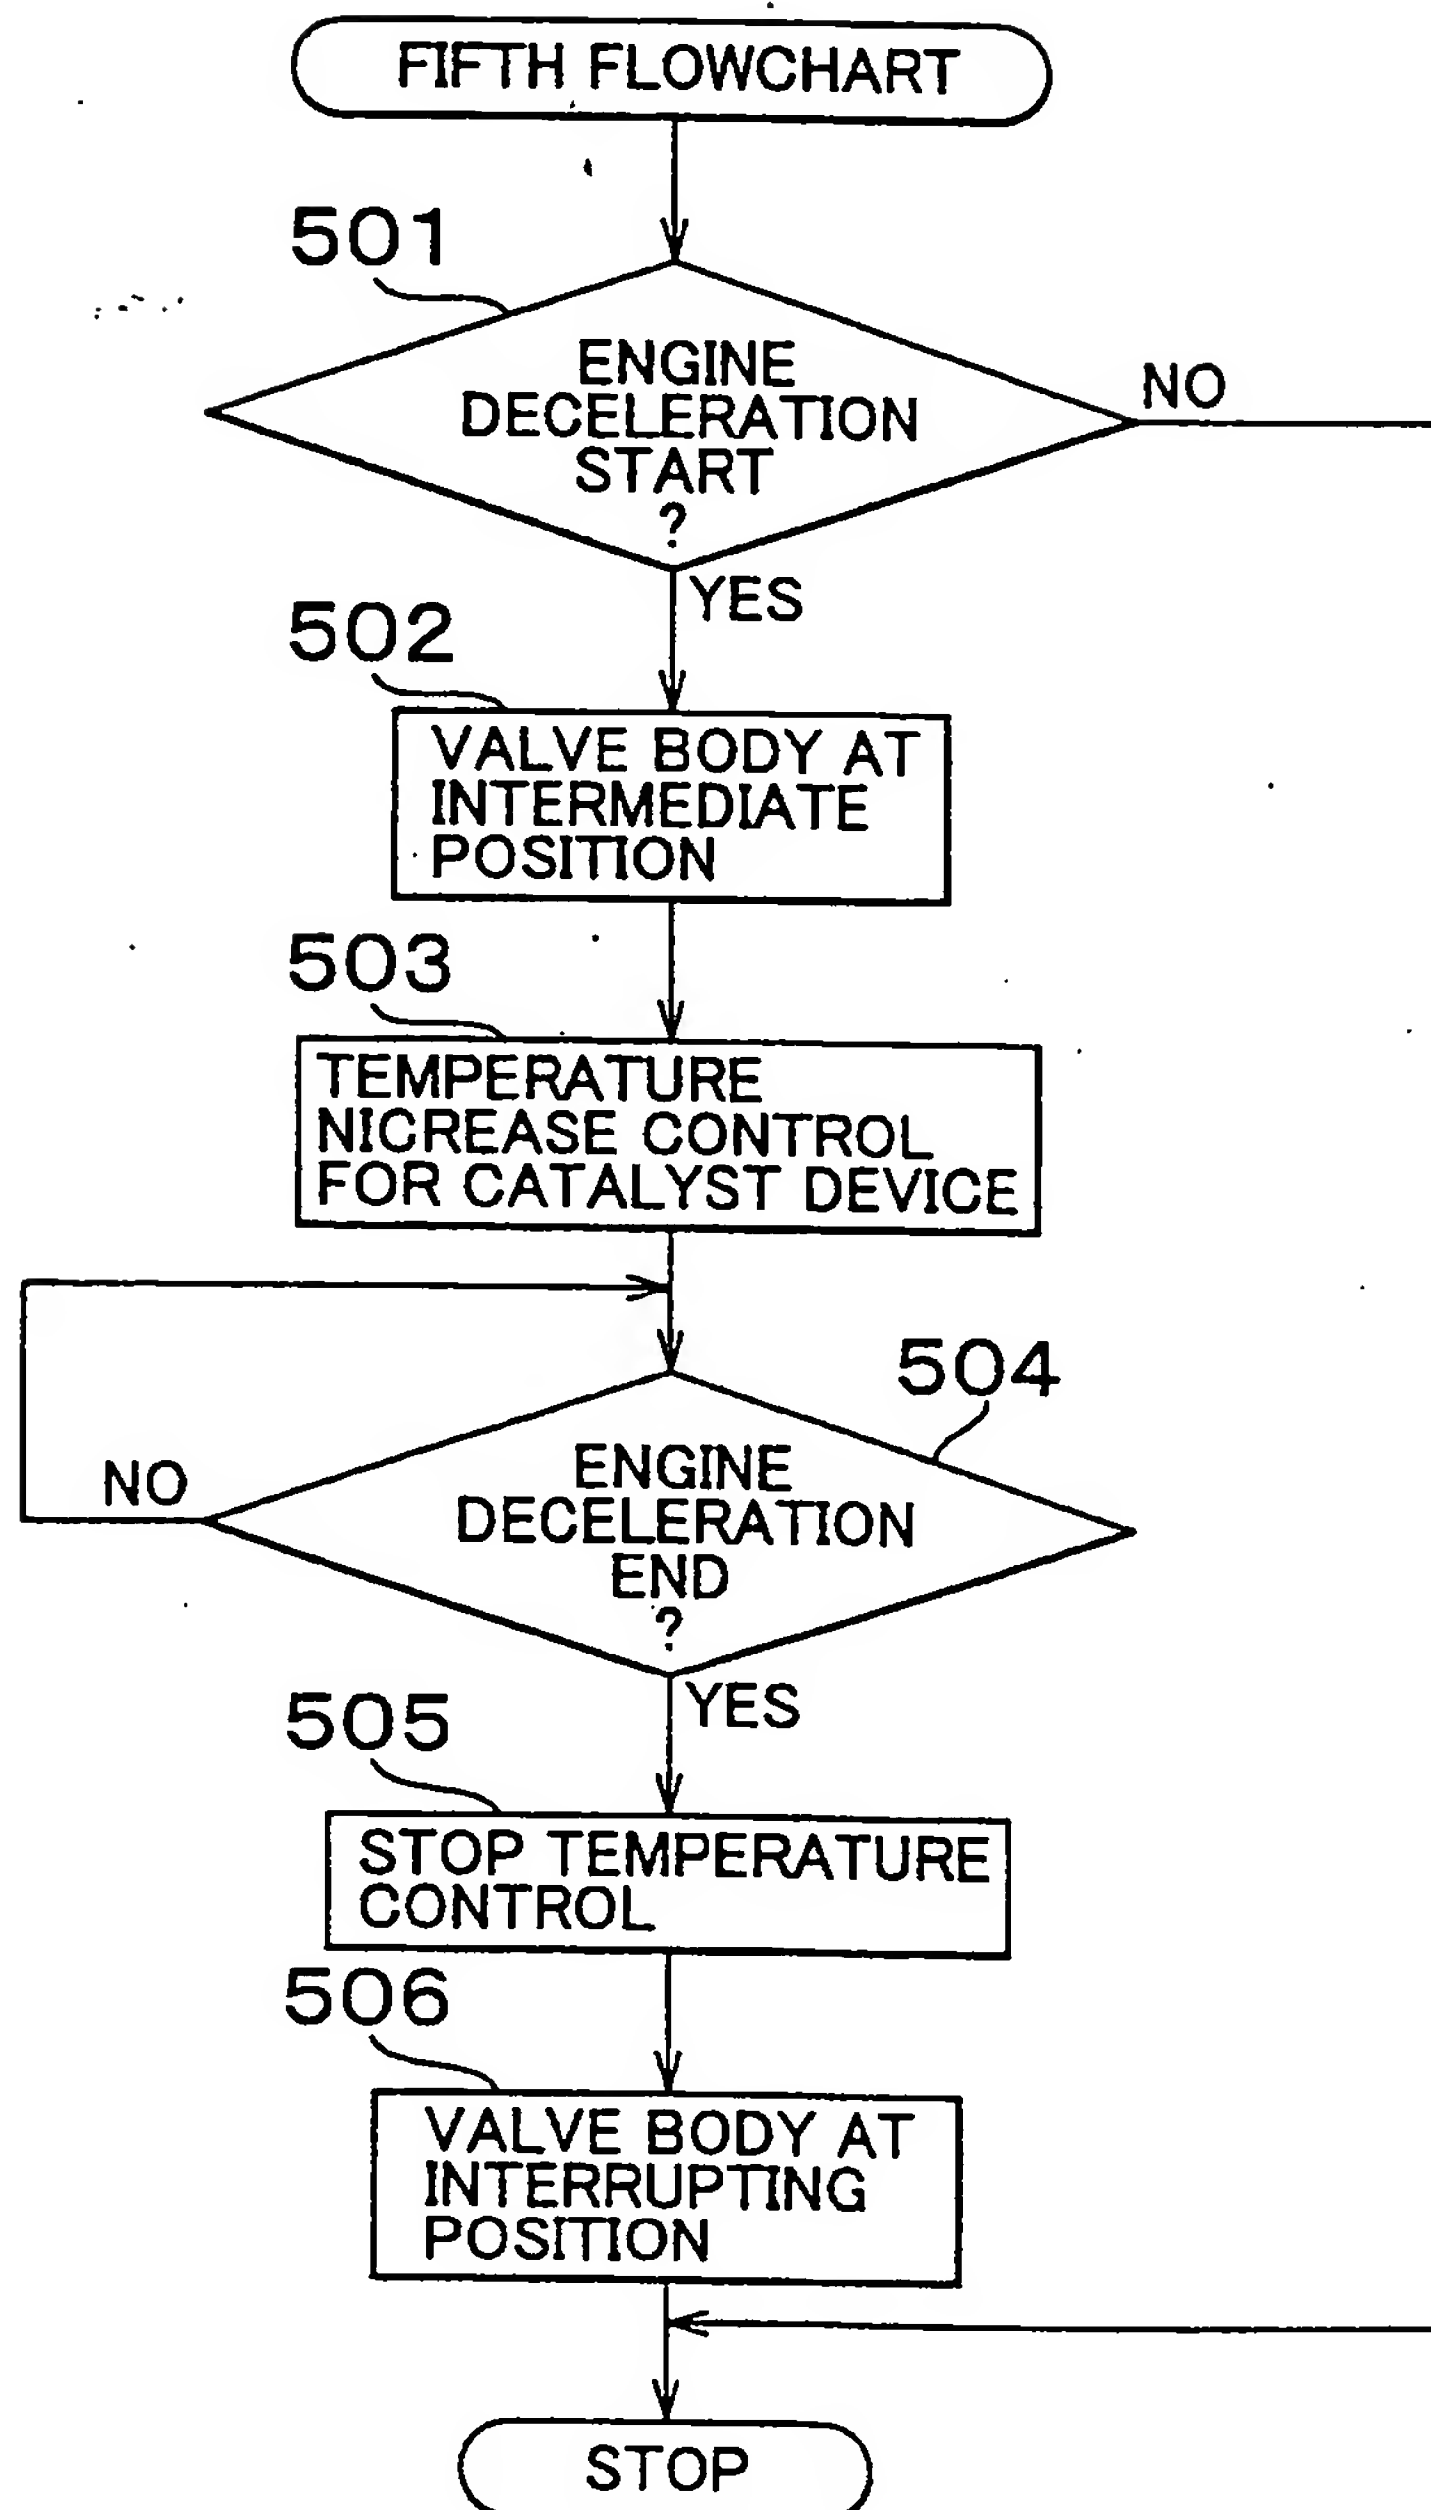 FIFTH FLOWCHART
501
ENGINE
DECELERATION
START
?
NO
YES
502
VALVE BODY AT
INTERMEDIATE
POSITION
503
TEMPERATURE
NICREASE CONTROL
FOR CATALYST DEVICE
504
ENGINE
DECELERATION
END
?
NO
YES
505
STOP TEMPERATURE
CONTROL
506
VALVE BODY AT
INTERRUPTING
POSITION
STOP